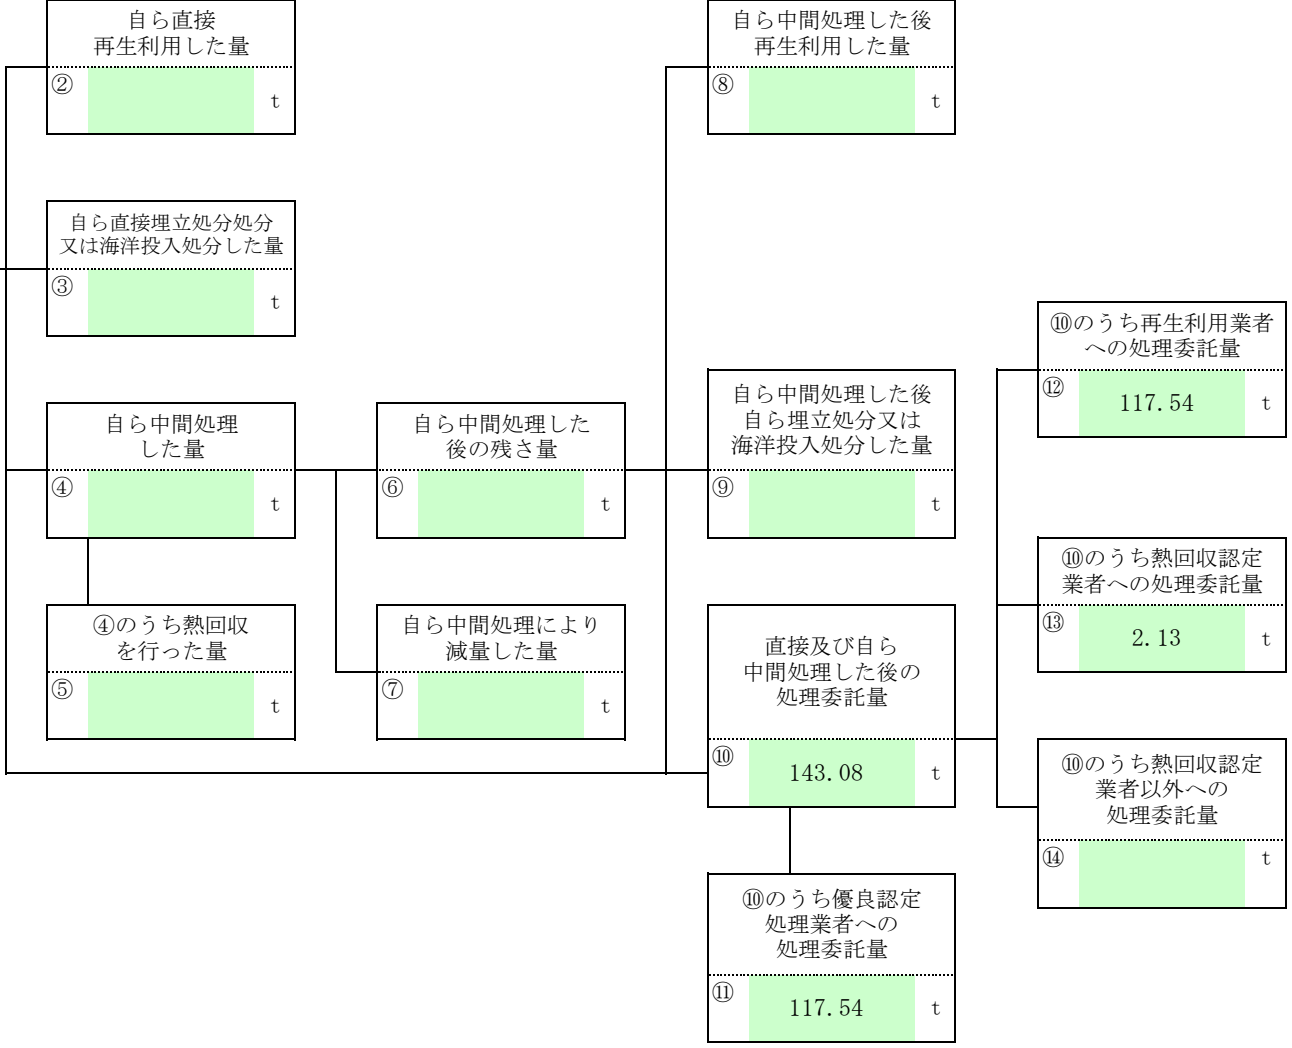 自ら直接
再生利用した量
②
t
自ら直接埋立処分処分
又は海洋投入処分した量
③
t
自ら中間処理
した量
④
t
④のうち熱回収
を行った量
⑤
t
自ら中間処理した
後の残さ量
⑥
t
自ら中間処理により
減量した量
⑦
t
自ら中間処理した後
再生利用した量
⑧
t
自ら中間処理した後
自ら埋立処分又は
海洋投入処分した量
⑨
t
直接及び自ら
中間処理した後の
処理委託量
⑩
143.08 t
⑩のうち優良認定
処理業者への
処理委託量
⑪
117.54 t
⑩のうち再生利用業者
への処理委託量
⑫
117.54 t
⑩のうち熱回収認定
業者への処理委託量
⑬
2.13 t
⑩のうち熱回収認定
業者以外への
処理委託量
⑭
t